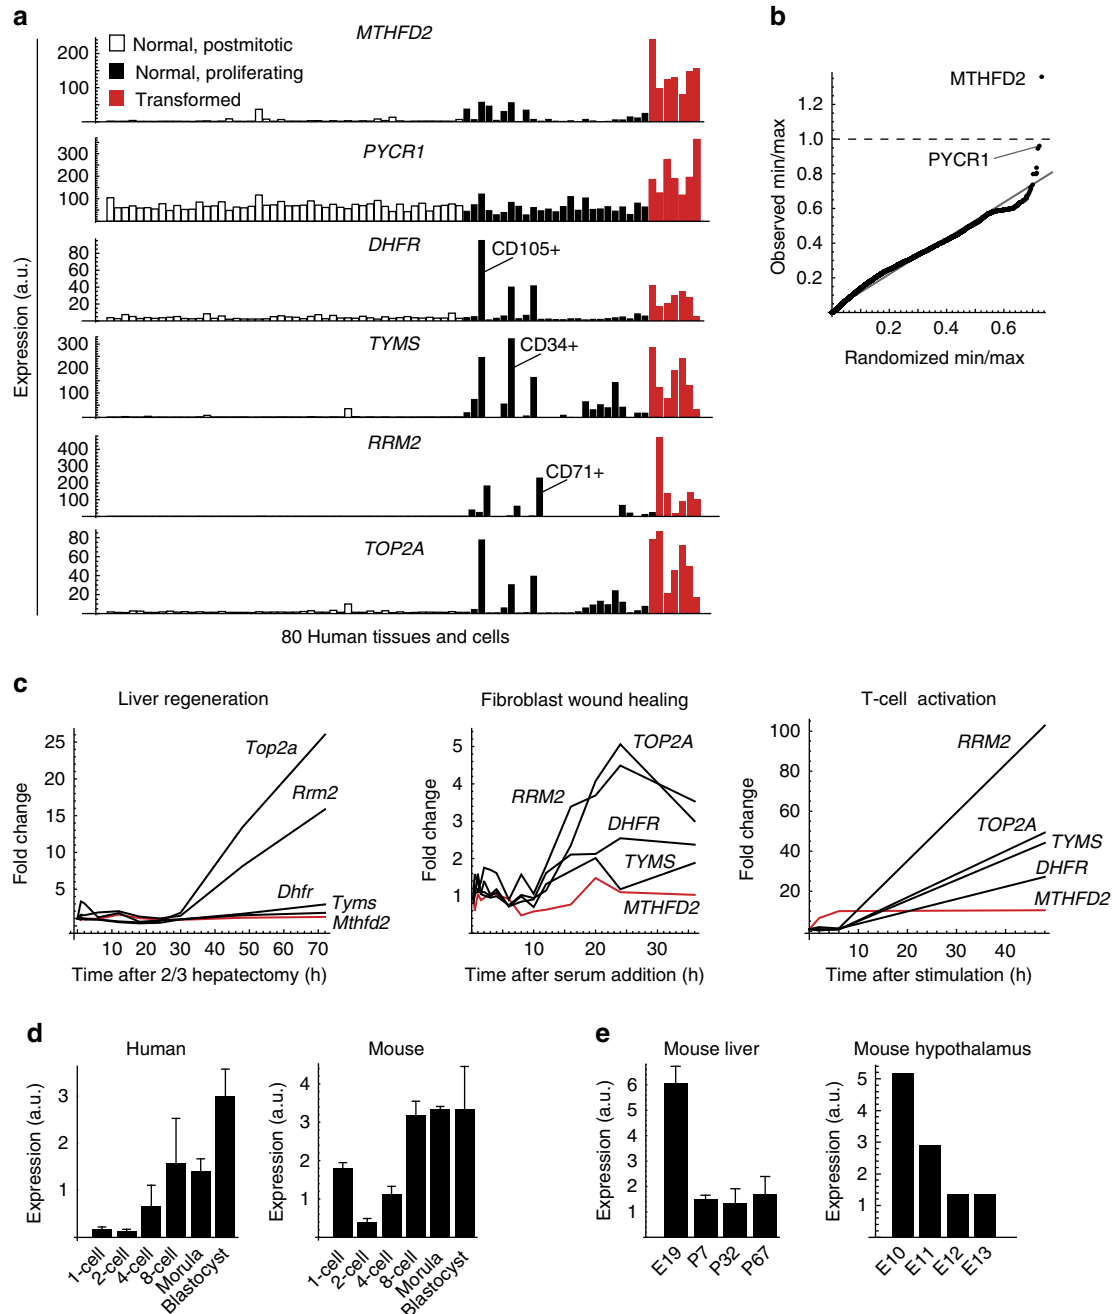 a
MTHFD2
Normal, postmitotic
Normal, proliferating
Transformed
200
100
PYCR1
300
200
100
DHFR
CD105+
80
60
40
20
TYMS
CD34+
300
200
100
RRM2
CD71+
400
300
200
100
TOP2A
80
60
40
20
Expression (a.u.)
80 Human tissues and cells
b
MTHFD2
PYCR1
1.2
1.0
0.8
0.6
0.4
0.2
0.2 0.4 0.6
Observed min/max
Randomized min/max
c
Liver regeneration
25
20
15
10
5
Top2a
Rrm2
Dhfr
Tyms
Mthfd2
10 20 30 40 50 60 70
Fold change
Time after 2/3 hepatectomy (h)
Fibroblast wound healing
5
4
3
2
1
TOP2A
RRM2
DHFR
TYMS
MTHFD2
10 20 30
Fold change
Time after serum addition (h)
T-cell activation
100
80
60
40
20
RRM2
TOP2A
TYMS
DHFR
MTHFD2
10 20 30 40
Fold change
Time after stimulation (h)
d
Human
3
2
1
Expression (a.u.)
1-cell
2-cell
4-cell
8-cell
Morula
Blastocyst
Mouse
4
3
2
1
Expression (a.u.)
1-cell
2-cell
4-cell
8-cell
Morula
Blastocyst
e
Mouse liver
6
5
4
3
2
1
Expression (a.u.)
E19
P7
P32
P67
Mouse hypothalamus
5
4
3
2
1
Expression (a.u.)
E10
E11
E12
E13